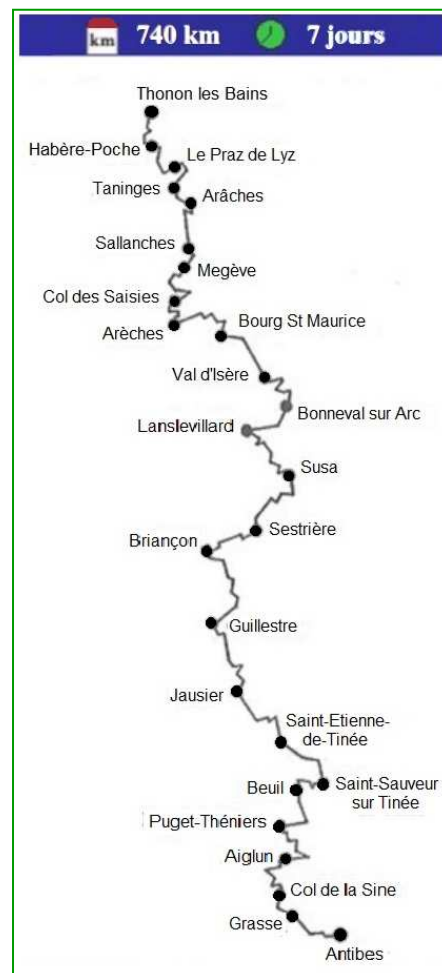 km 740 km 7 jours
Thonon les Bains
Habère-Poche
Le Praz de Lyz
Taninges
Arâches
Sallanches
Megève
Col des Saisies
Bourg St Maurice
Arèches
Val d'Isère
Bonneval sur Arc
Lanslevillard
Susa
Sestrière
Briançon
Guillestre
Jausier
Saint-Etienne-
de-Tinée
Beuil
Saint-Sauveur
sur Tinée
Puget-Théniers
Aiglun
Col de la Sine
Grasse
Antibes